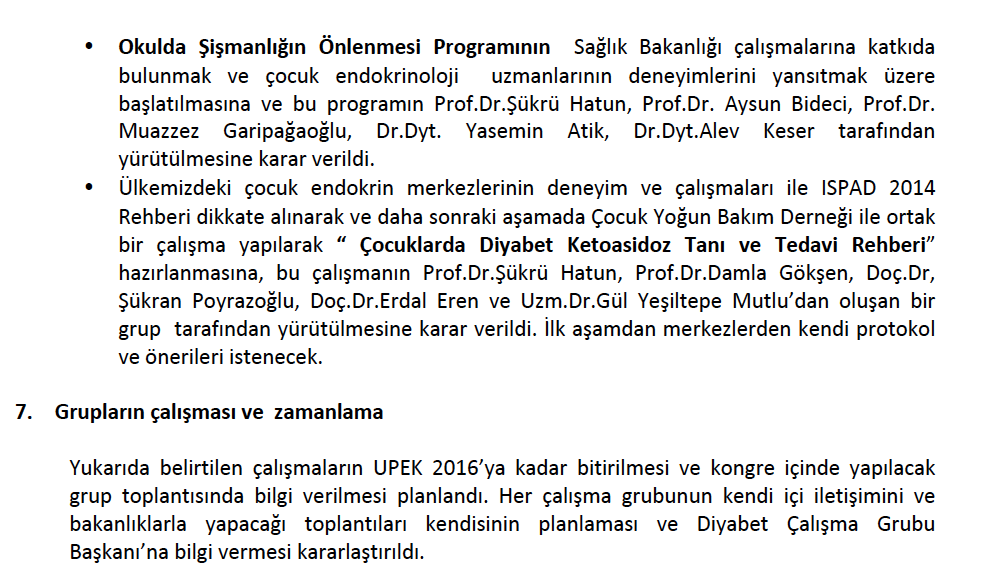 • Okulda Şişmanlığın Önlenmesi Programının Sağlık Bakanlığı çalışmalarına katkıda
bulunmak ve çocuk endokrinoloji uzmanlarının deneyimlerini yansıtmak üzere
başlatılmasına ve bu programın Prof.Dr.Şükrü Hatun, Prof.Dr. Aysun Bideci, Prof.Dr.
Muazzez Garipağaoğlu, Dr.Dyt. Yasemin Atik, Dr.Dyt.Alev Keser tarafından
yürütülmesine karar verildi.
• Ülkemizdeki çocuk endokrin merkezlerinin deneyim ve çalışmaları ile ISPAD 2014
Rehberi dikkate alınarak ve daha sonraki aşamada Çocuk Yoğun Bakım Derneği ile ortak
bir çalışma yapılarak “ Çocuklarda Diyabet Ketoasidoz Tanı ve Tedavi Rehberi”
hazırlanmasına, bu çalışmanın Prof.Dr.Şükrü Hatun, Prof.Dr.Damla Gökşen, Doç.Dr,
Şükran Poyrazoğlu, Doç.Dr.Erdal Eren ve Uzm.Dr.Gül Yeşiltepe Mutlu’dan oluşan bir
grup tarafından yürütülmesine karar verildi. İlk aşamdan merkezlerden kendi protokol
ve önerileri istenecek.
7. Grupların çalışması ve zamanlama
Yukarıda belirtilen çalışmaların UPEK 2016’ya kadar bitirilmesi ve kongre içinde yapılacak
grup toplantısında bilgi verilmesi planlandı. Her çalışma grubunun kendi içi iletişimini ve
bakanlıklarla yapacağı toplantıları kendisinin planlaması ve Diyabet Çalışma Grubu
Başkanı’na bilgi vermesi kararlaştırıldı.